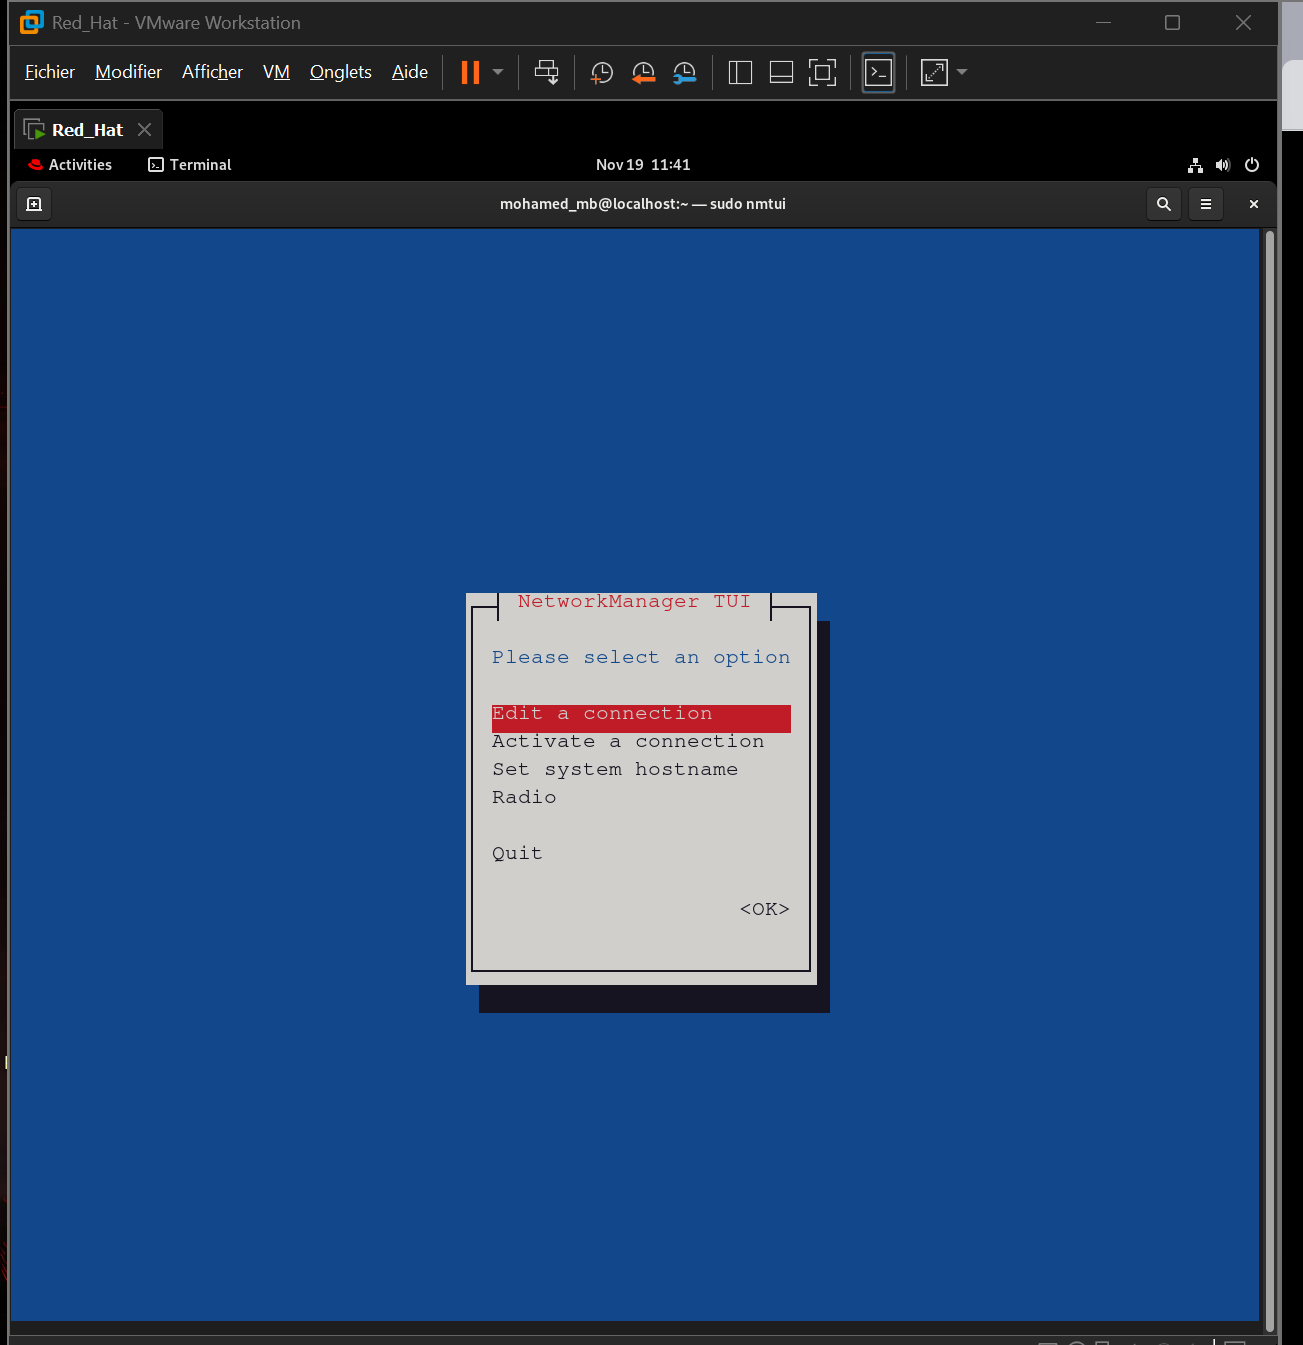 Red_Hat - VMware Workstation
Fichier Modifier Afficher VM Onglets Aide
Red_Hat
Activities Terminal Nov 19 11:41
mohamed_mb@localhost:~ — sudo nmtui
NetworkManager TUI
Please select an option
Edit a connection
Activate a connection
Set system hostname
Radio
Quit
<OK>